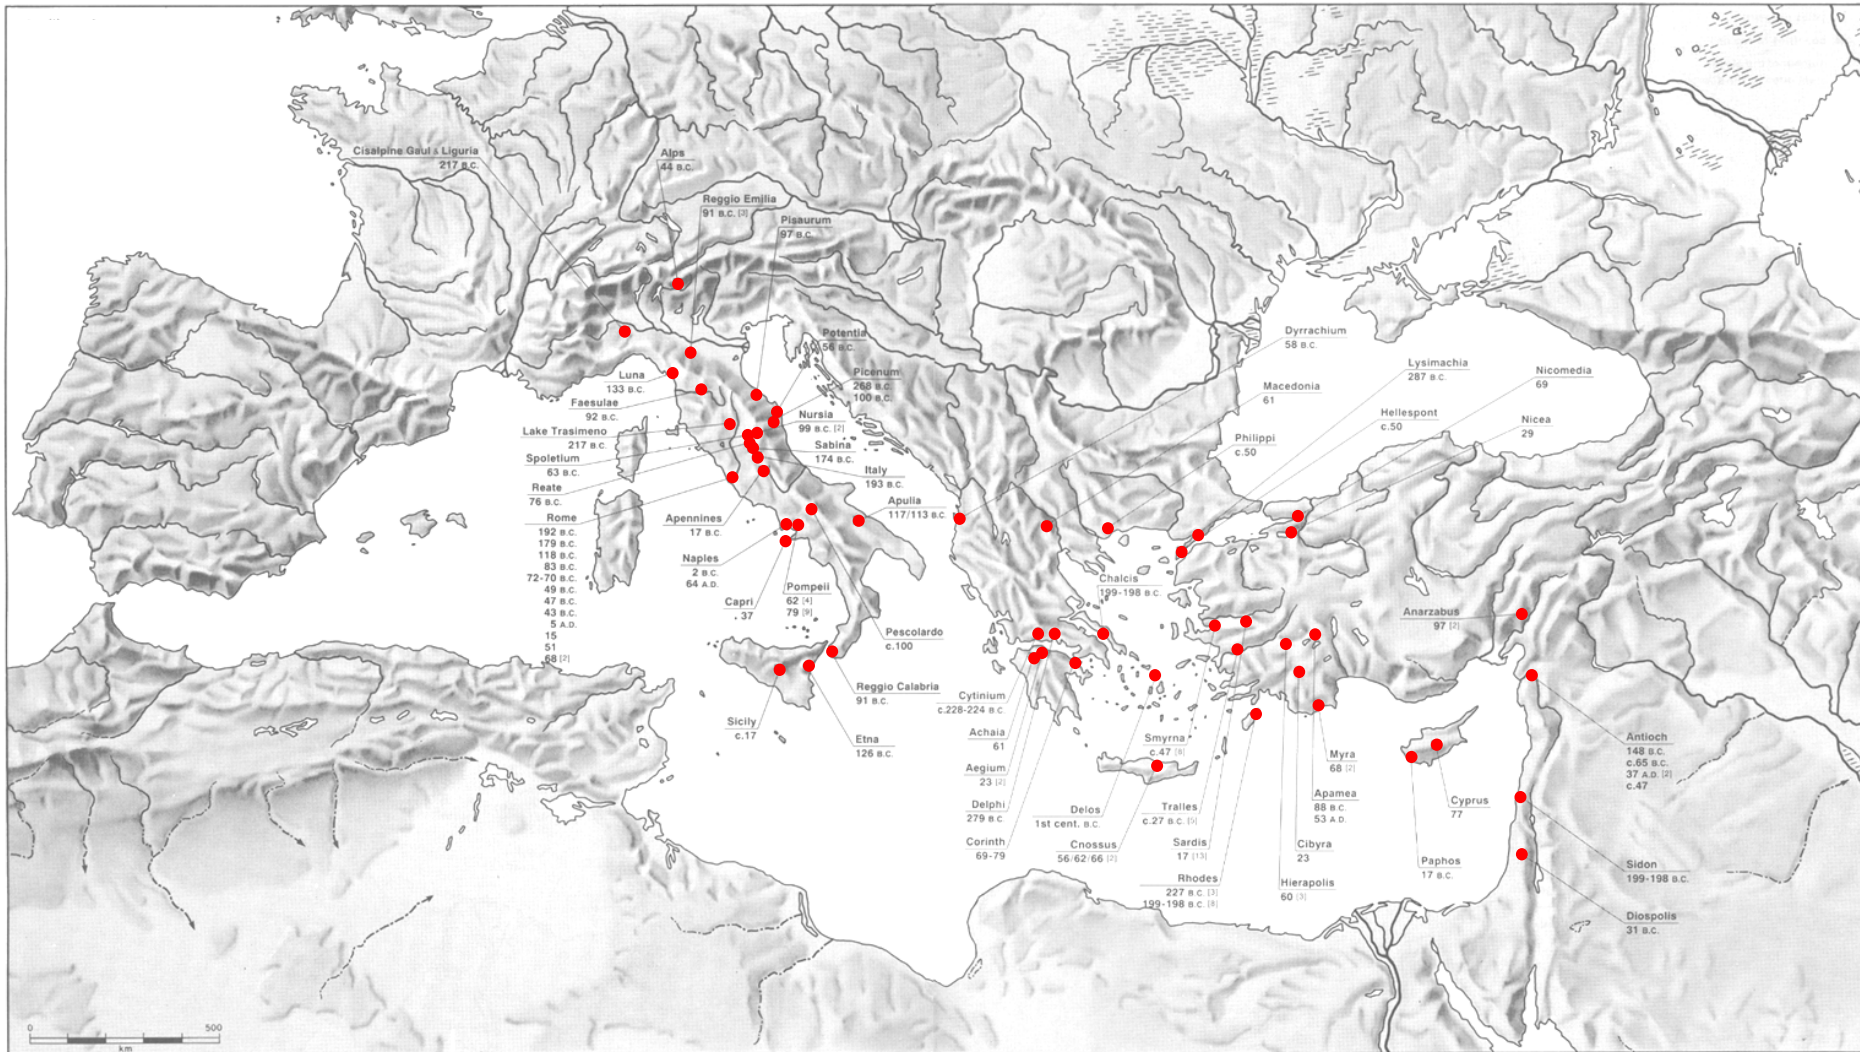 Cisalpine Gaul & Liguria
217 B.C.
Alps
44 B.C.
Reggio Emilia
91 B.C. [3]
Pisaurum
97 B.C.
Potentia
56 B.C.
Picenum
268 B.C.
100 B.C.
Nursia
99 B.C. [2]
Sabina
174 B.C.
Italy
193 B.C.
Apulia
117/113 B.C.
Luna
133 B.C.
Faesulae
92 B.C.
Lake Trasimeno
217 B.C.
Spoletium
63 B.C.
Reate
76 B.C.
Rome
192 B.C.
179 B.C.
118 B.C.
83 B.C.
72-70 B.C.
49 B.C.
47 B.C.
43 B.C.
5 A.D.
15
51
68 [2]
Apennines
17 B.C.
Naples
2 B.C.
64 A.D.
Capri
37
Pompeii
62 [4]
79 [9]
Pescolardo
c.100
Reggio Calabria
91 B.C.
Sicily
c.17
Etna
126 B.C.
Dyrrachium
58 B.C.
Macedonia
61
Philippi
c.50
Lysimachia
287 B.C.
Hellespont
c.50
Nicomedia
69
Nicea
29
Chalcis
199-198 B.C.
Cytinium
c.228-224 B.C.
Achaia
61
Aegium
23 [2]
Delphi
279 B.C.
Corinth
69-79
Delos
1st cent. B.C.
Cnossus
56/62/66 [2]
Smyrna
c.47 [8]
Tralles
c.27 B.C. [5]
Sardis
17 [13]
Rhodes
227 B.C. [3]
199-198 B.C. [8]
Hierapolis
60 [3]
Cibyra
23
Apamea
88 B.C.
53 A.D.
Myra
68 [2]
Anarzabus
97 [2]
Antioch
148 B.C.
c.65 B.C.
37 A.D. [2]
c.47
Cyprus
77
Paphos
17 B.C.
Sidon
199-198 B.C.
Diospolis
31 B.C.
0 500
km